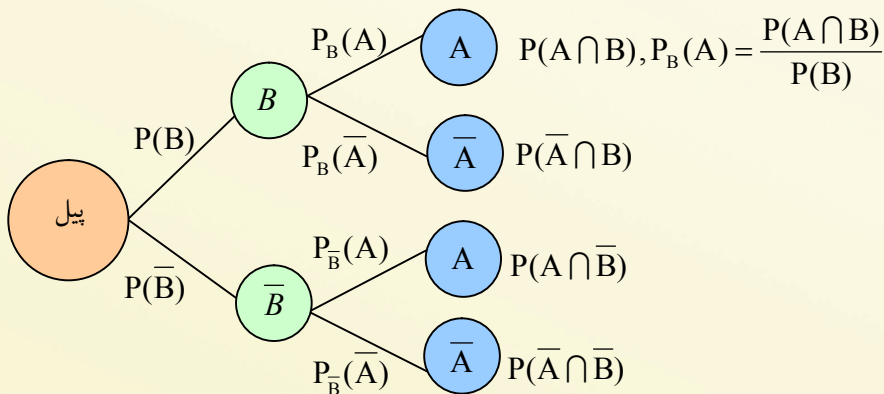 P_B(A) A P(A∩B), P_B(A) = P(A∩B) / P(B)
B
P(B) P_B(A̅) A̅ P(A̅∩B)
پیل
P_B̅(A) A P(A∩B̅)
P(B̅) B̅
P_B̅(A̅) A̅ P(A̅∩B̅)